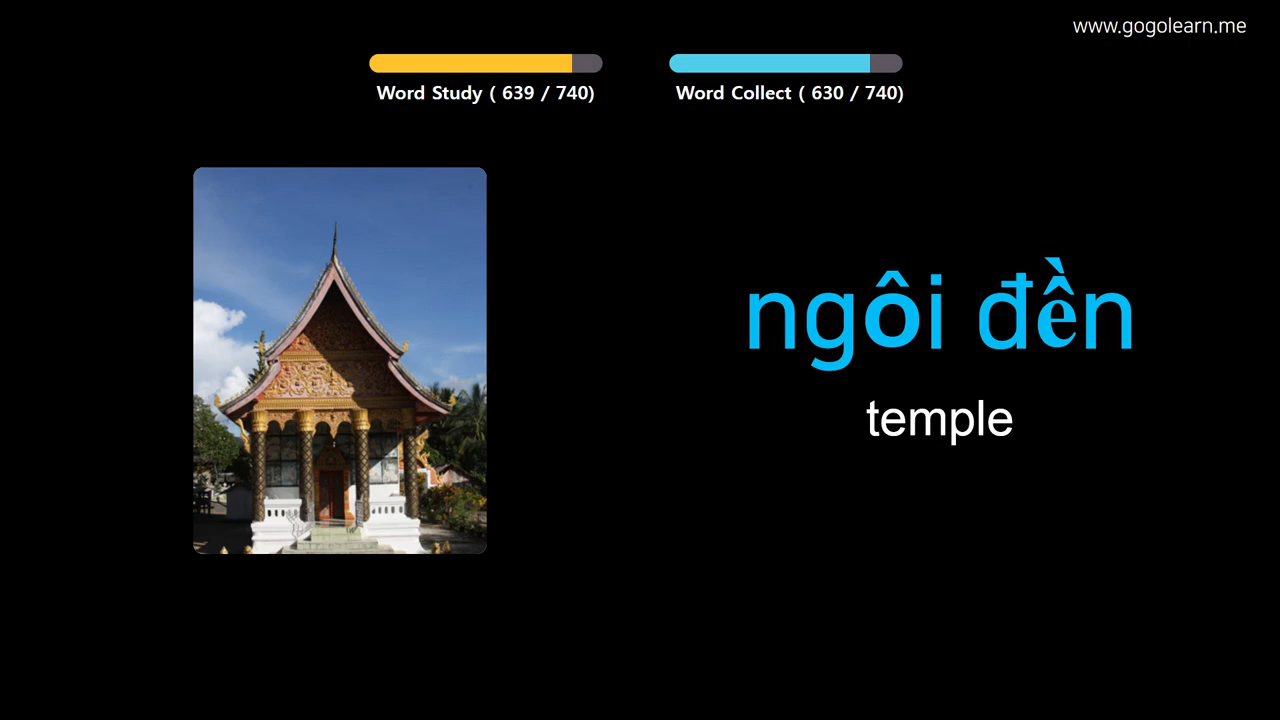 www.gogolearn.me
Word Study ( 639 / 740)
Word Collect ( 630 / 740)
ngôi đền
temple